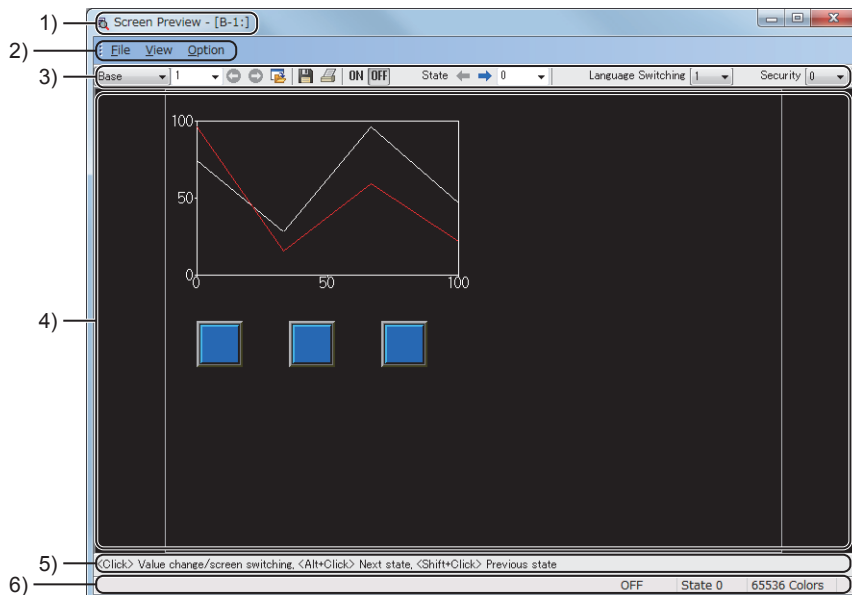 1) Screen Preview - [B-1:]
2) File View Option
3) Base 1 ON OFF State 0 Language Switching 1 Security 0
100
50
0
0 50 100
4)
5) <Click> Value change/screen switching, <Alt+Click> Next state, <Shift+Click> Previous state
6) OFF State 0 65536 Colors